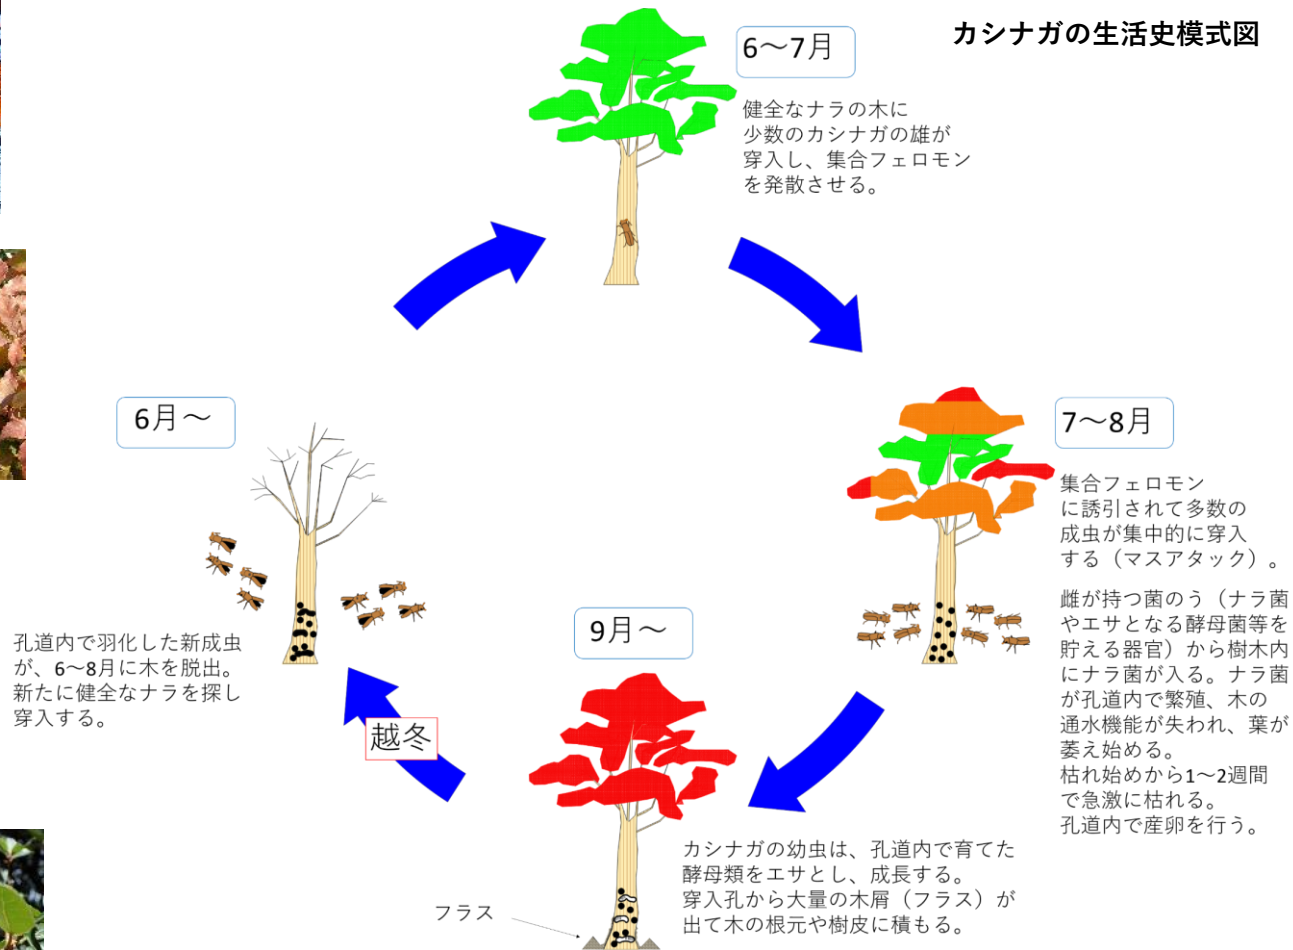 カシナガの生活史模式図
6～7月
健全なナラの木に
少数のカシナガの雄が
穿入し、集合フェロモン
を発散させる。
7～8月
集合フェロモン
に誘引されて多数の
成虫が集中的に穿入
する（マスアタック）。
雌が持つ菌のう（ナラ菌
やエサとなる酵母菌等を
貯える器官）から樹木内
にナラ菌が入る。ナラ菌
が孔道内で繁殖、木の
通水機能が失われ、葉が
萎え始める。
枯れ始めから1～2週間
で急激に枯れる。
孔道内で産卵を行う。
9月～
カシナガの幼虫は、孔道内で育てた
酵母類をエサとし、成長する。
穿入孔から大量の木屑（フラス）が
出て木の根元や樹皮に積もる。
フラス
越冬
6月～
孔道内で羽化した新成虫
が、6～8月に木を脱出。
新たに健全なナラを探し
穿入する。